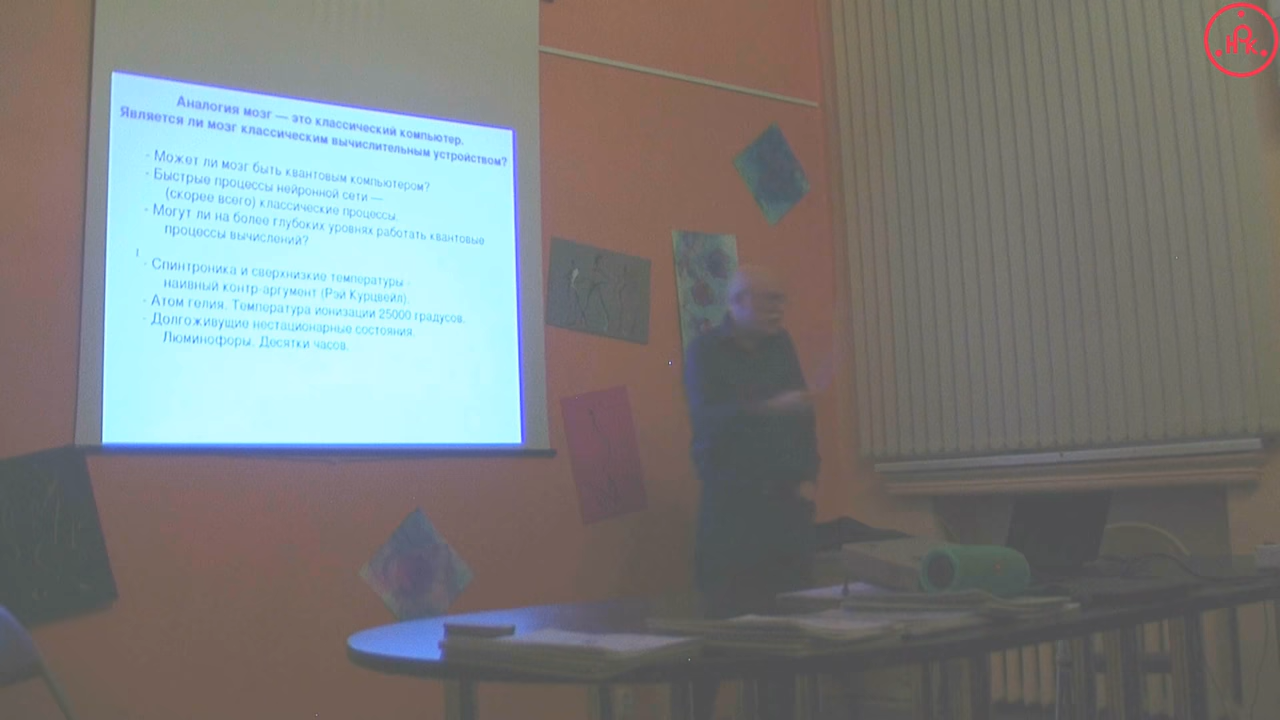 Аналогия мозг — это классический компьютер.
Является ли мозг классическим вычислительным устройством?
- Может ли мозг быть квантовым компьютером?
- Быстрые процессы нейронной сети —
(скорее всего) классические процессы.
- Могут ли на более глубоких уровнях работать квантовые
процессы вычислений?
- Спинтроника и сверхнизкие температуры -
наивный контр-аргумент (Рэй Курцвейл).
- Атом гелия. Температура ионизации 25000 градусов.
- Долгоживущие нестационарные состояния.
Люминофоры. Десятки часов.